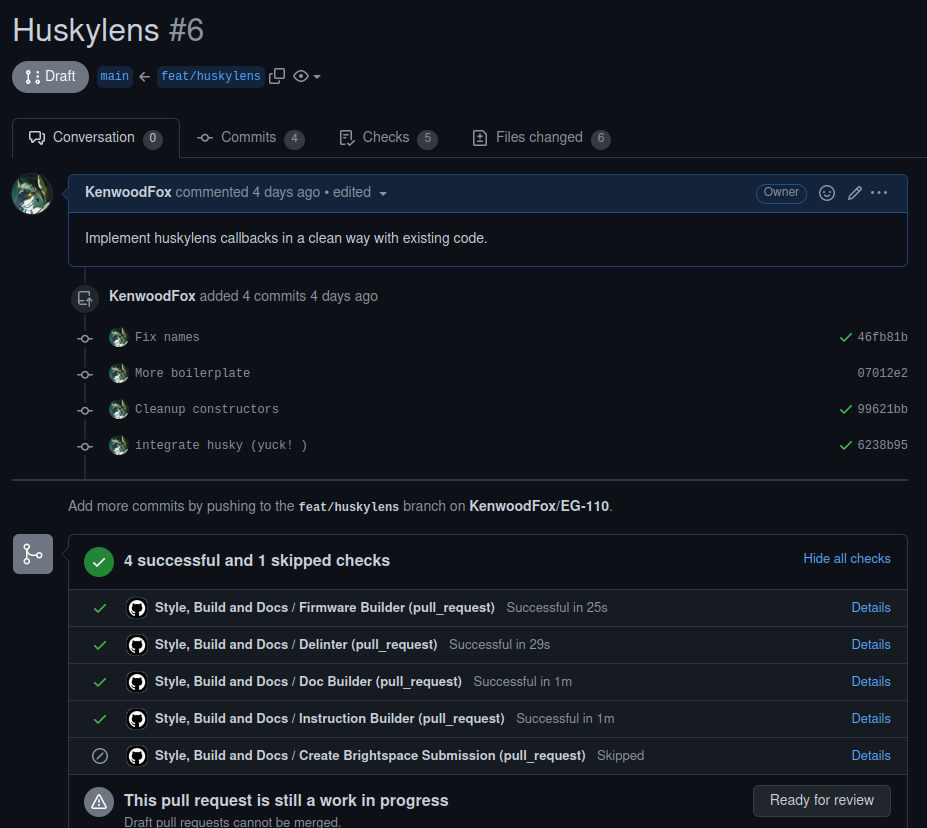 Huskylens #6
Draft main ← feat/huskylens
Conversation 0 Commits 4 Checks 5 Files changed 6
KenwoodFox commented 4 days ago • edited Owner
Implement huskylens callbacks in a clean way with existing code.
KenwoodFox added 4 commits 4 days ago
Fix names 46fb81b
More boilerplate 07012e2
Cleanup constructors 99621bb
integrate husky (yuck! ) 6238b95
Add more commits by pushing to the feat/huskylens branch on KenwoodFox/EG-110.
4 successful and 1 skipped checks Hide all checks
Style, Build and Docs / Firmware Builder (pull_request) Successful in 25s Details
Style, Build and Docs / Delinter (pull_request) Successful in 29s Details
Style, Build and Docs / Doc Builder (pull_request) Successful in 1m Details
Style, Build and Docs / Instruction Builder (pull_request) Successful in 1m Details
Style, Build and Docs / Create Brightspace Submission (pull_request) Skipped Details
This pull request is still a work in progress Ready for review
Draft pull requests cannot be merged.